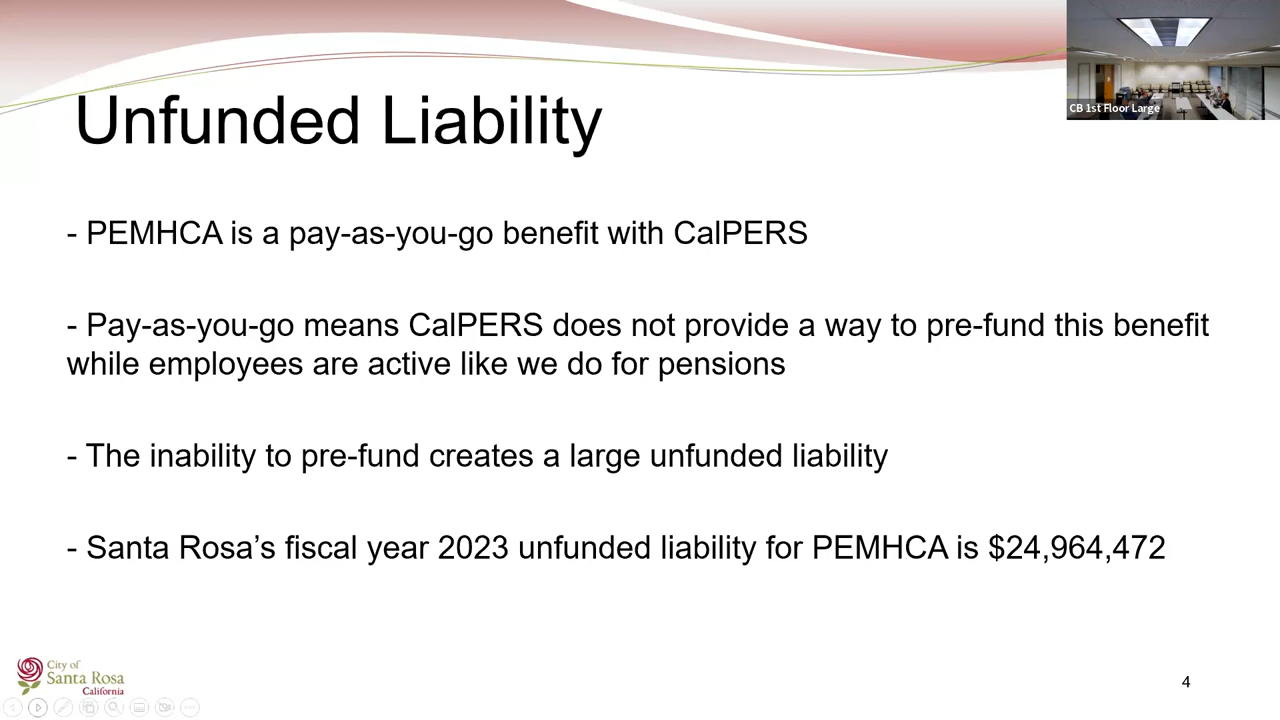 CB 1st Floor Large
Unfunded Liability
- PEMHCA is a pay-as-you-go benefit with CalPERS
- Pay-as-you-go means CalPERS does not provide a way to pre-fund this benefit
while employees are active like we do for pensions
- The inability to pre-fund creates a large unfunded liability
- Santa Rosa’s fiscal year 2023 unfunded liability for PEMHCA is $24,964,472
City of
Santa Rosa
California
4